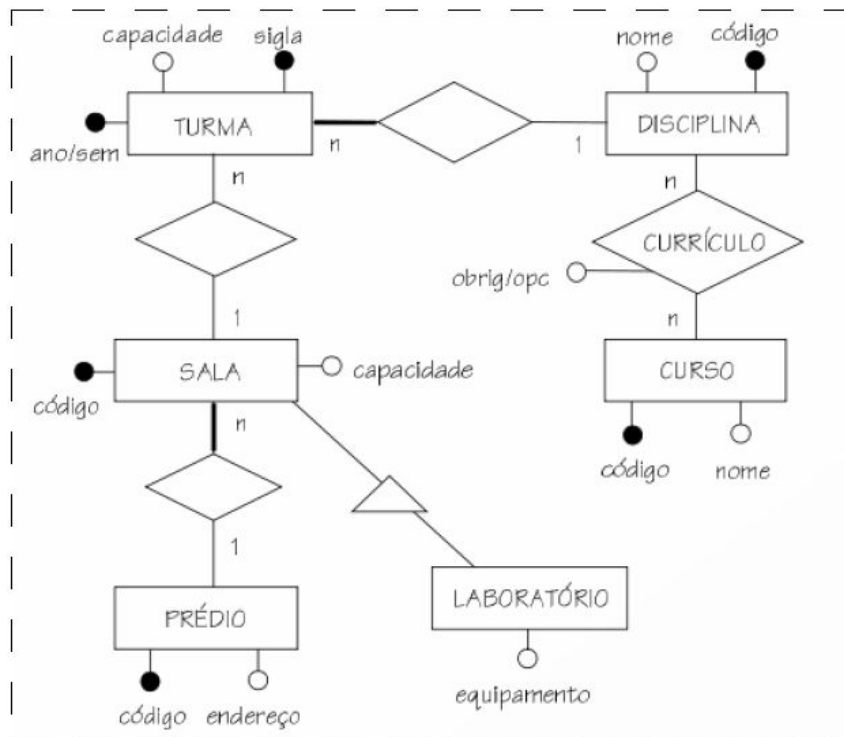 capacidade
sigla
nome
código
TURMA
n
1
DISCIPLINA
ano/sem
n
n
CURRÍCULO
obrig/opc
1
n
SALA
capacidade
CURSO
código
n
código
nome
1
PRÉDIO
LABORATÓRIO
código
endereço
equipamento